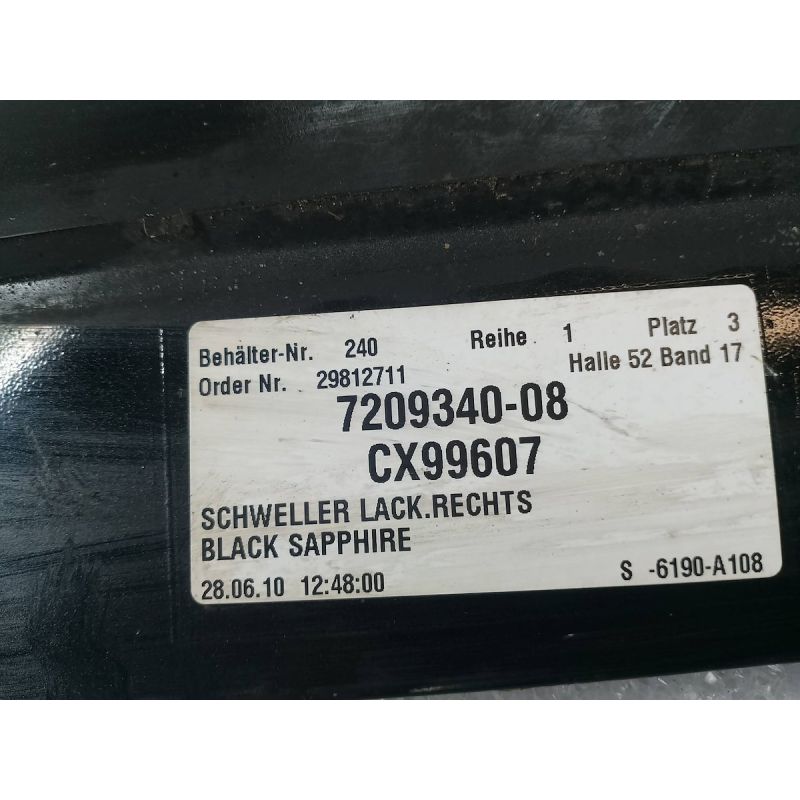 Behälter-Nr. 240 Reihe 1 Platz 3
Order Nr. 29812711 Halle 52 Band 17
7209340-08
CX99607
SCHWELLER LACK.RECHTS
BLACK SAPPHIRE
28.06.10 12:48:00 S -6190-A108